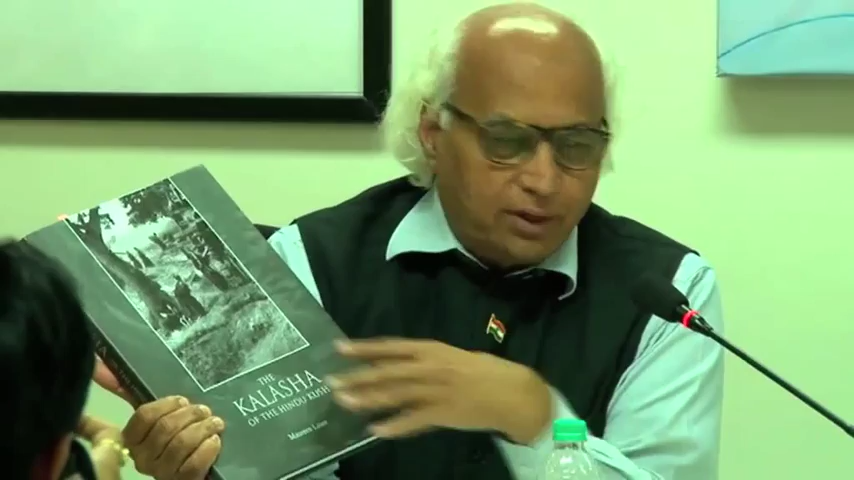 THE
KALASHA
OF THE HINDU KUSH